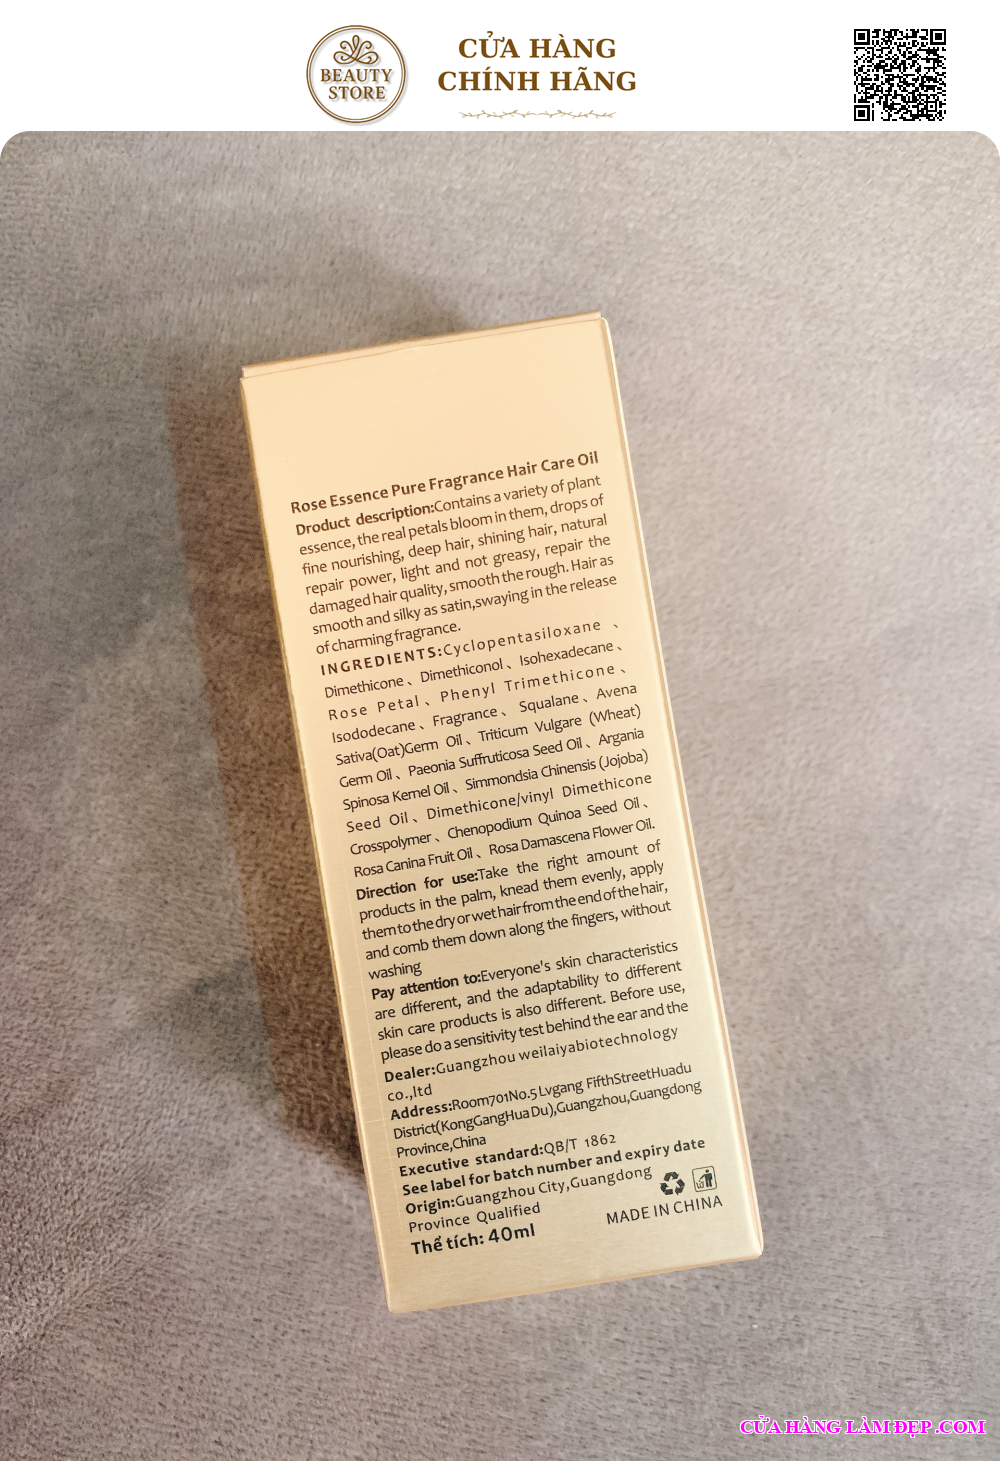 BEAUTY
STORE
CỬA HÀNG
CHÍNH HÃNG
Rose Essence Pure Fragrance Hair Care Oil
Droduct description:Contains a variety of plant
essence, the real petals bloom in them, drops of
fine nourishing, deep hair, shining hair, natural
repair power, light and not greasy, repair the
damaged hair quality, smooth the rough. Hair as
smooth and silky as satin,swaying in the release
of charming fragrance.
INGREDIENTS:Cyclopentasiloxane 、
Dimethicone 、Dimethiconol 、Isohexadecane 、
Rose Petal 、Phenyl Trimethicone 、
Isododecane 、Fragrance 、 Squalane 、Avena
Sativa(Oat)Germ Oil 、Triticum Vulgare (Wheat)
Germ Oil 、Paeonia Suffruticosa Seed Oil 、Argania
Spinosa Kernel Oil 、Simmondsia Chinensis (Jojoba)
Seed Oil 、Dimethicone/vinyl Dimethicone
Crosspolymer 、Chenopodium Quinoa Seed Oil 、
Rosa Canina Fruit Oil 、Rosa Damascena Flower Oil.
Direction for use:Take the right amount of
products in the palm, knead them evenly, apply
them to the dry or wet hair from the end of the hair,
and comb them down along the fingers, without
washing
Pay attention to:Everyone's skin characteristics
are different, and the adaptability to different
skin care products is also different. Before use,
please do a sensitivity test behind the ear and the
Dealer:Guangzhou weilaiyabiotechnology
co.,ltd
Address:Room701No.5 Lvgang FifthStreetHuadu
District(KongGangHua Du),Guangzhou,Guangdong
Province,China
Executive standard:QB/T 1862
See label for batch number and expiry date
Origin:Guangzhou City,Guangdong
Province Qualified
Thể tích: 40ml
MADE IN CHINA
CỬA HÀNG LÀM ĐẸP .COM